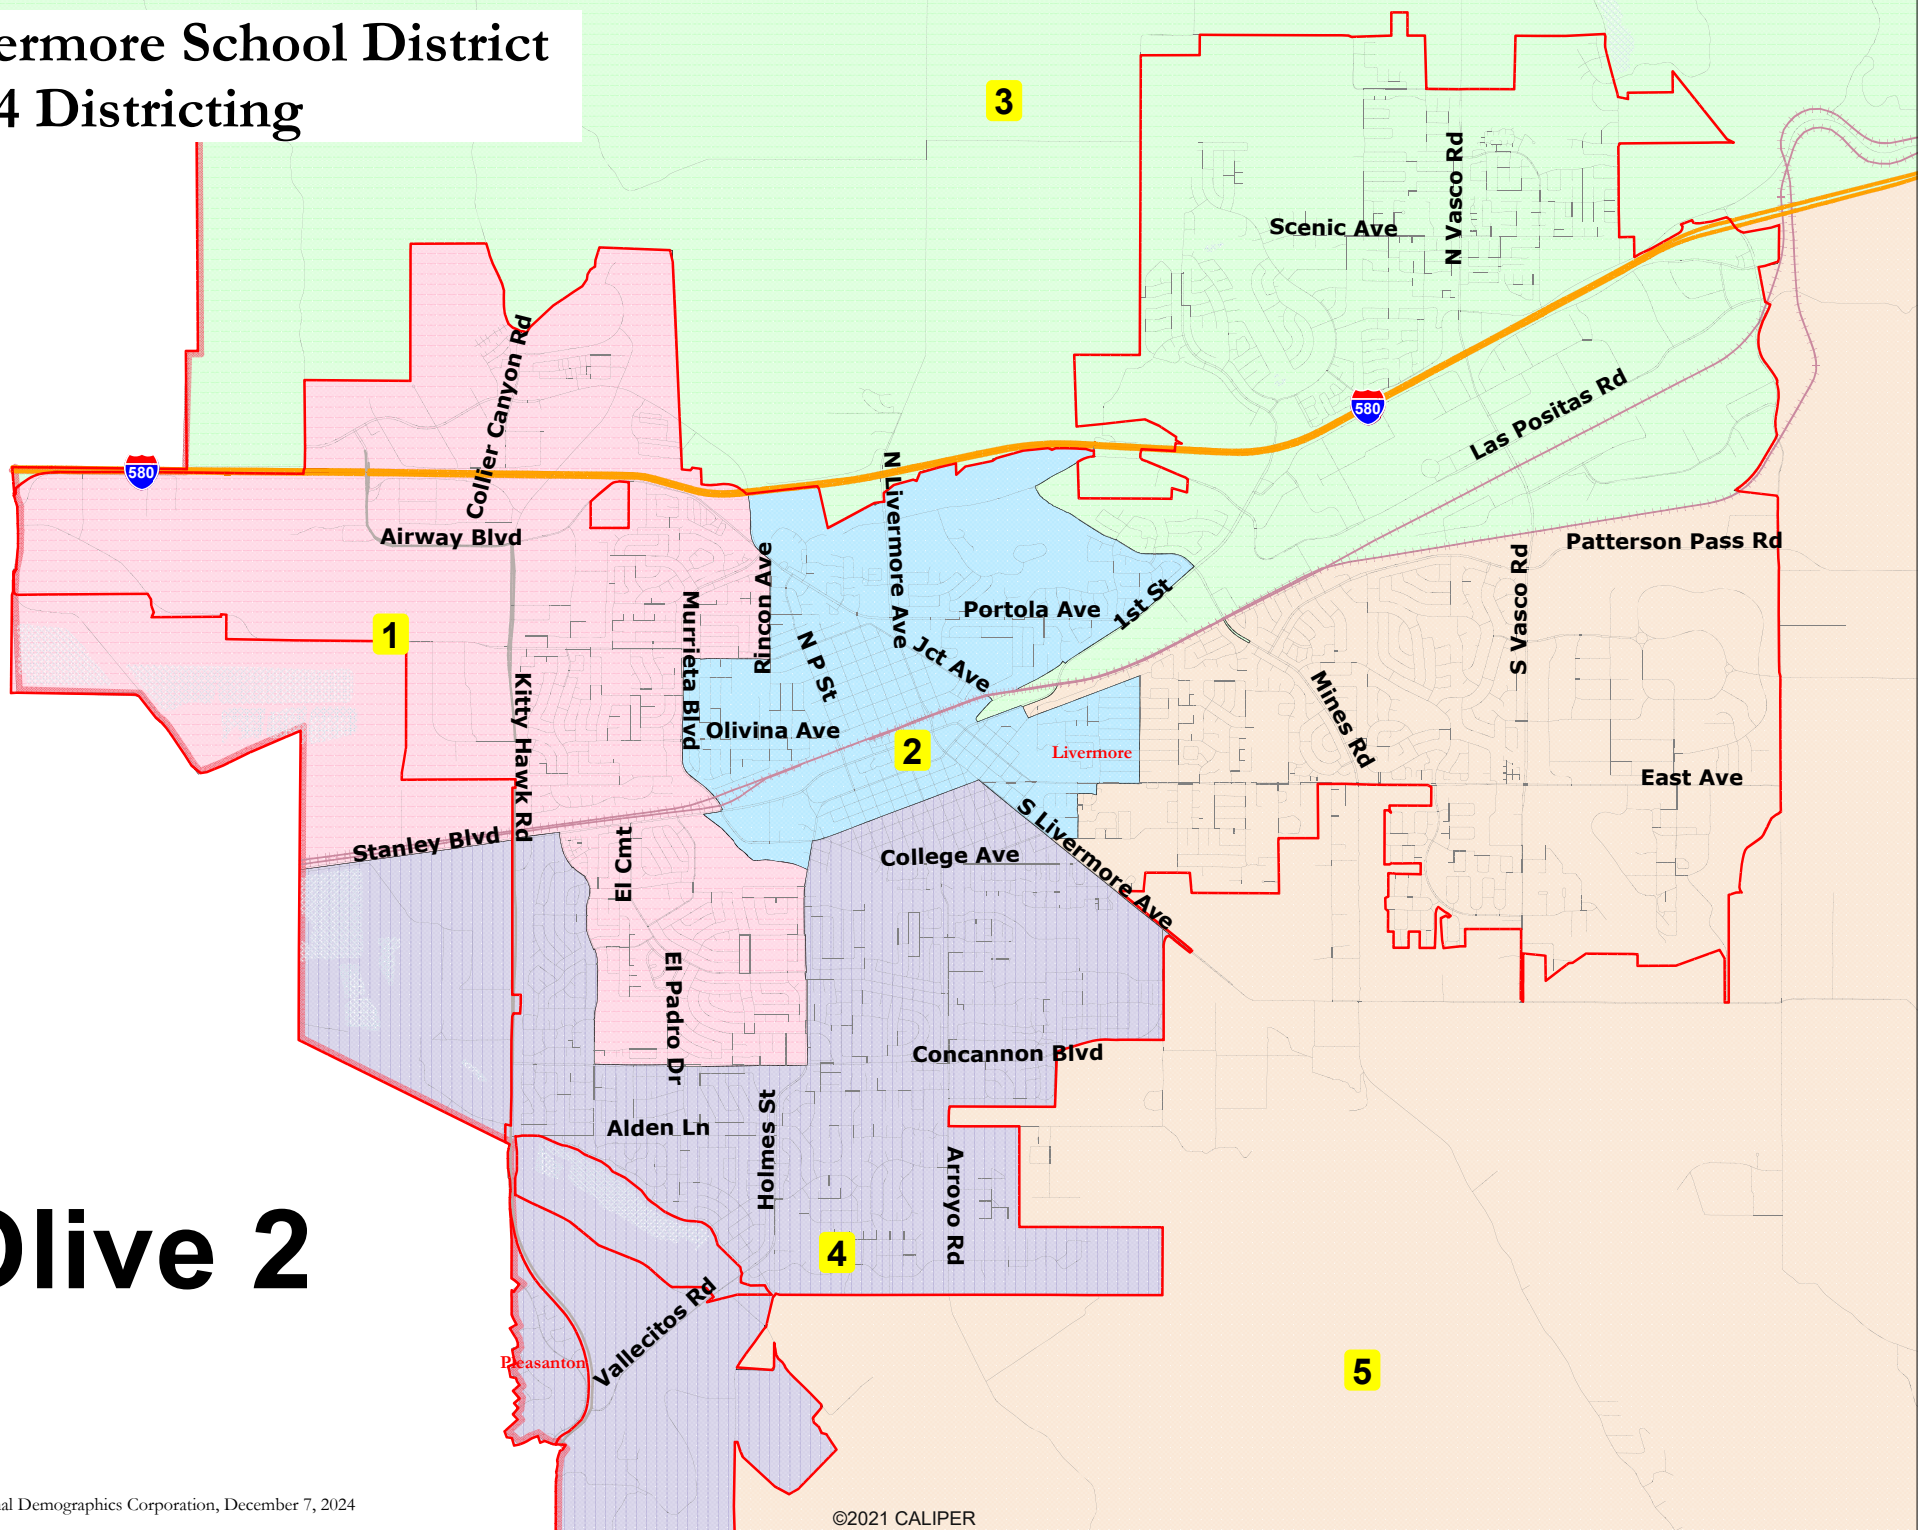 ermore School District
4 Districting
3
N Vasco Rd
Scenic Ave
Collier Canyon Rd
580
Las Positas Rd
580
N Livermore Ave
Airway Blvd
Patterson Pass Rd
Rincon Ave
S Vasco Rd
Portola Ave
1st St
1
Murrieta Blvd
N P St
Jct Ave
Kitty Hawk Rd
Mines Rd
Olivina Ave
2
Livermore
East Ave
Stanley Blvd
El Cmt
College Ave
S Livermore Ave
El Padro Dr
Concannon Blvd
Alden Ln
Holmes St
Arroyo Rd
Olive 2
4
Vallecitos Rd
Pleasanton
5
al Demographics Corporation, December 7, 2024
©2021 CALIPER